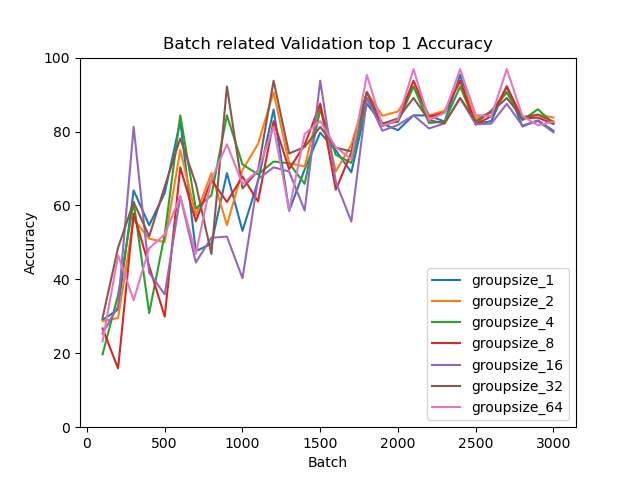 Batch related Validation top 1 Accuracy
100
80
60
40
20
0
Accuracy
0
500
1000
1500
2000
2500
3000
Batch
groupsize_1
groupsize_2
groupsize_4
groupsize_8
groupsize_16
groupsize_32
groupsize_64